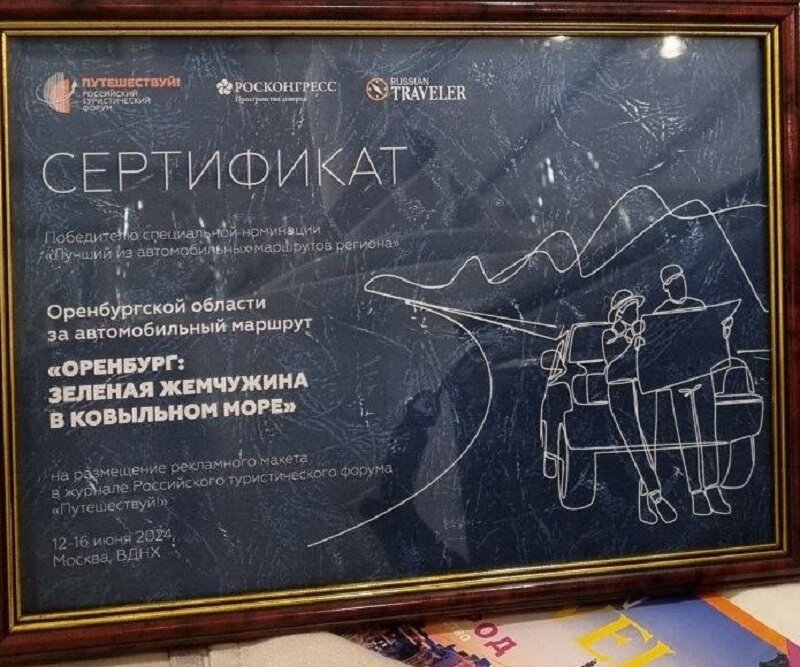 ПУТЕШЕСТВУЙ!
РОССИЙСКИЙ
ТУРИСТИЧЕСКИЙ
ФОРУМ
РОСКОНГРЕСС
Пространство доверия
RUSSIAN
TRAVELER
СЕРТИФИКАТ
Победителю специальной номинации
«Лучший из автомобильных маршрутов региона»
Оренбургской области
за автомобильный маршрут
«ОРЕНБУРГ:
ЗЕЛЕНАЯ ЖЕМЧУЖИНА
В КОВЫЛЬНОМ МОРЕ»
на размещение рекламного макета
в журнале Российского туристического форума
«Путешествуй!»
12-16 июня 2024,
Москва, ВДНХ